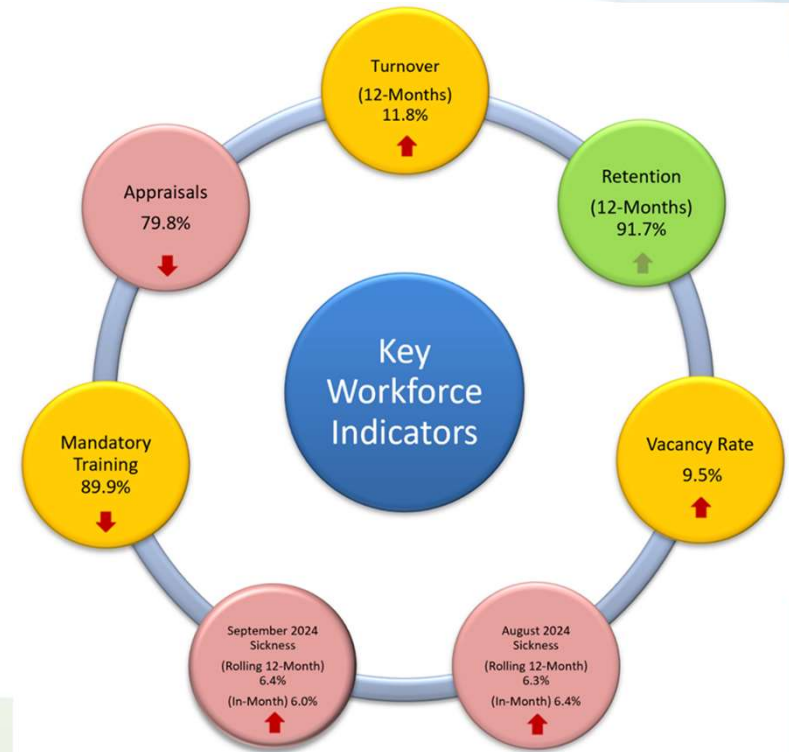 Turnover
(12-Months)
11.8%
Retention
(12-Months)
91.7%
Vacancy Rate
9.5%
August 2024
Sickness
(Rolling 12-Month)
6.3%
(In-Month) 6.4%
September 2024
Sickness
(Rolling 12-Month)
6.4%
(In-Month) 6.0%
Mandatory
Training
89.9%
Appraisals
79.8%
Key
Workforce
Indicators